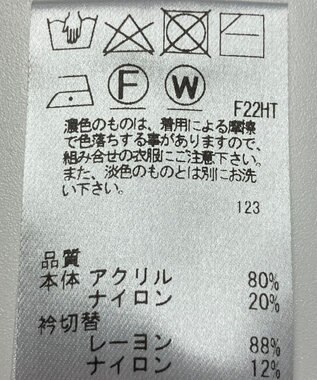 F
W
F22HT
濃色のものは、着用による摩擦
で色落ちする事がありますので、
組み合せの衣服にご注意下さい。
また、淡色のものとは別にお洗
い下さい。
123
品質
本体 アクリル 80%
ナイロン 20%
衿切替
レーヨン 88%
ナイロン 12%